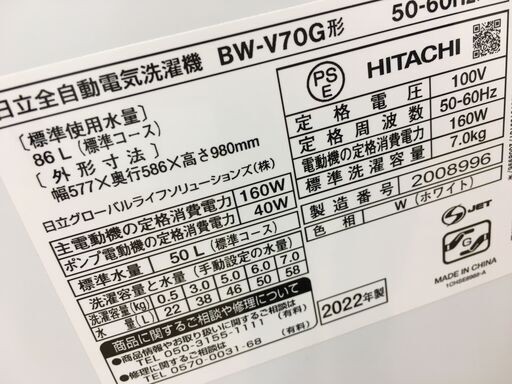 日立全自動電気洗濯機 BW-V70G形 50-60Hz
[標準使用水量]
86 L (標準コース)
[外形寸法]
幅577×奥行586×高さ980mm
日立グローバルライフソリューションズ(株)
主電動機の定格消費電力 160W
ポンプ電動機の定格消費電力 40W
標準水量 50 L (標準コース)
洗濯容量と水量 (手動設定の水量)
洗濯容量(kg) 0.5 3.0 5.0 6.0 7.0
水量(L) 22 38 46 50 58
商品に関するご相談や修理について
・商品情報やお取り扱いに関するご相談
TEL 050-3155-1111 (有料)
・修理に関するご相談
TEL 0570-0031-68 (有料)
PS
E
HITACHI
定格電圧 100V
定格周波数 50-60Hz
電動機の定格消費電力 160W
標準洗濯容量 7.0kg
製造番号 2008996
色相 W (ホワイト)
2022年製
S JET
SG
MADE IN CHINA